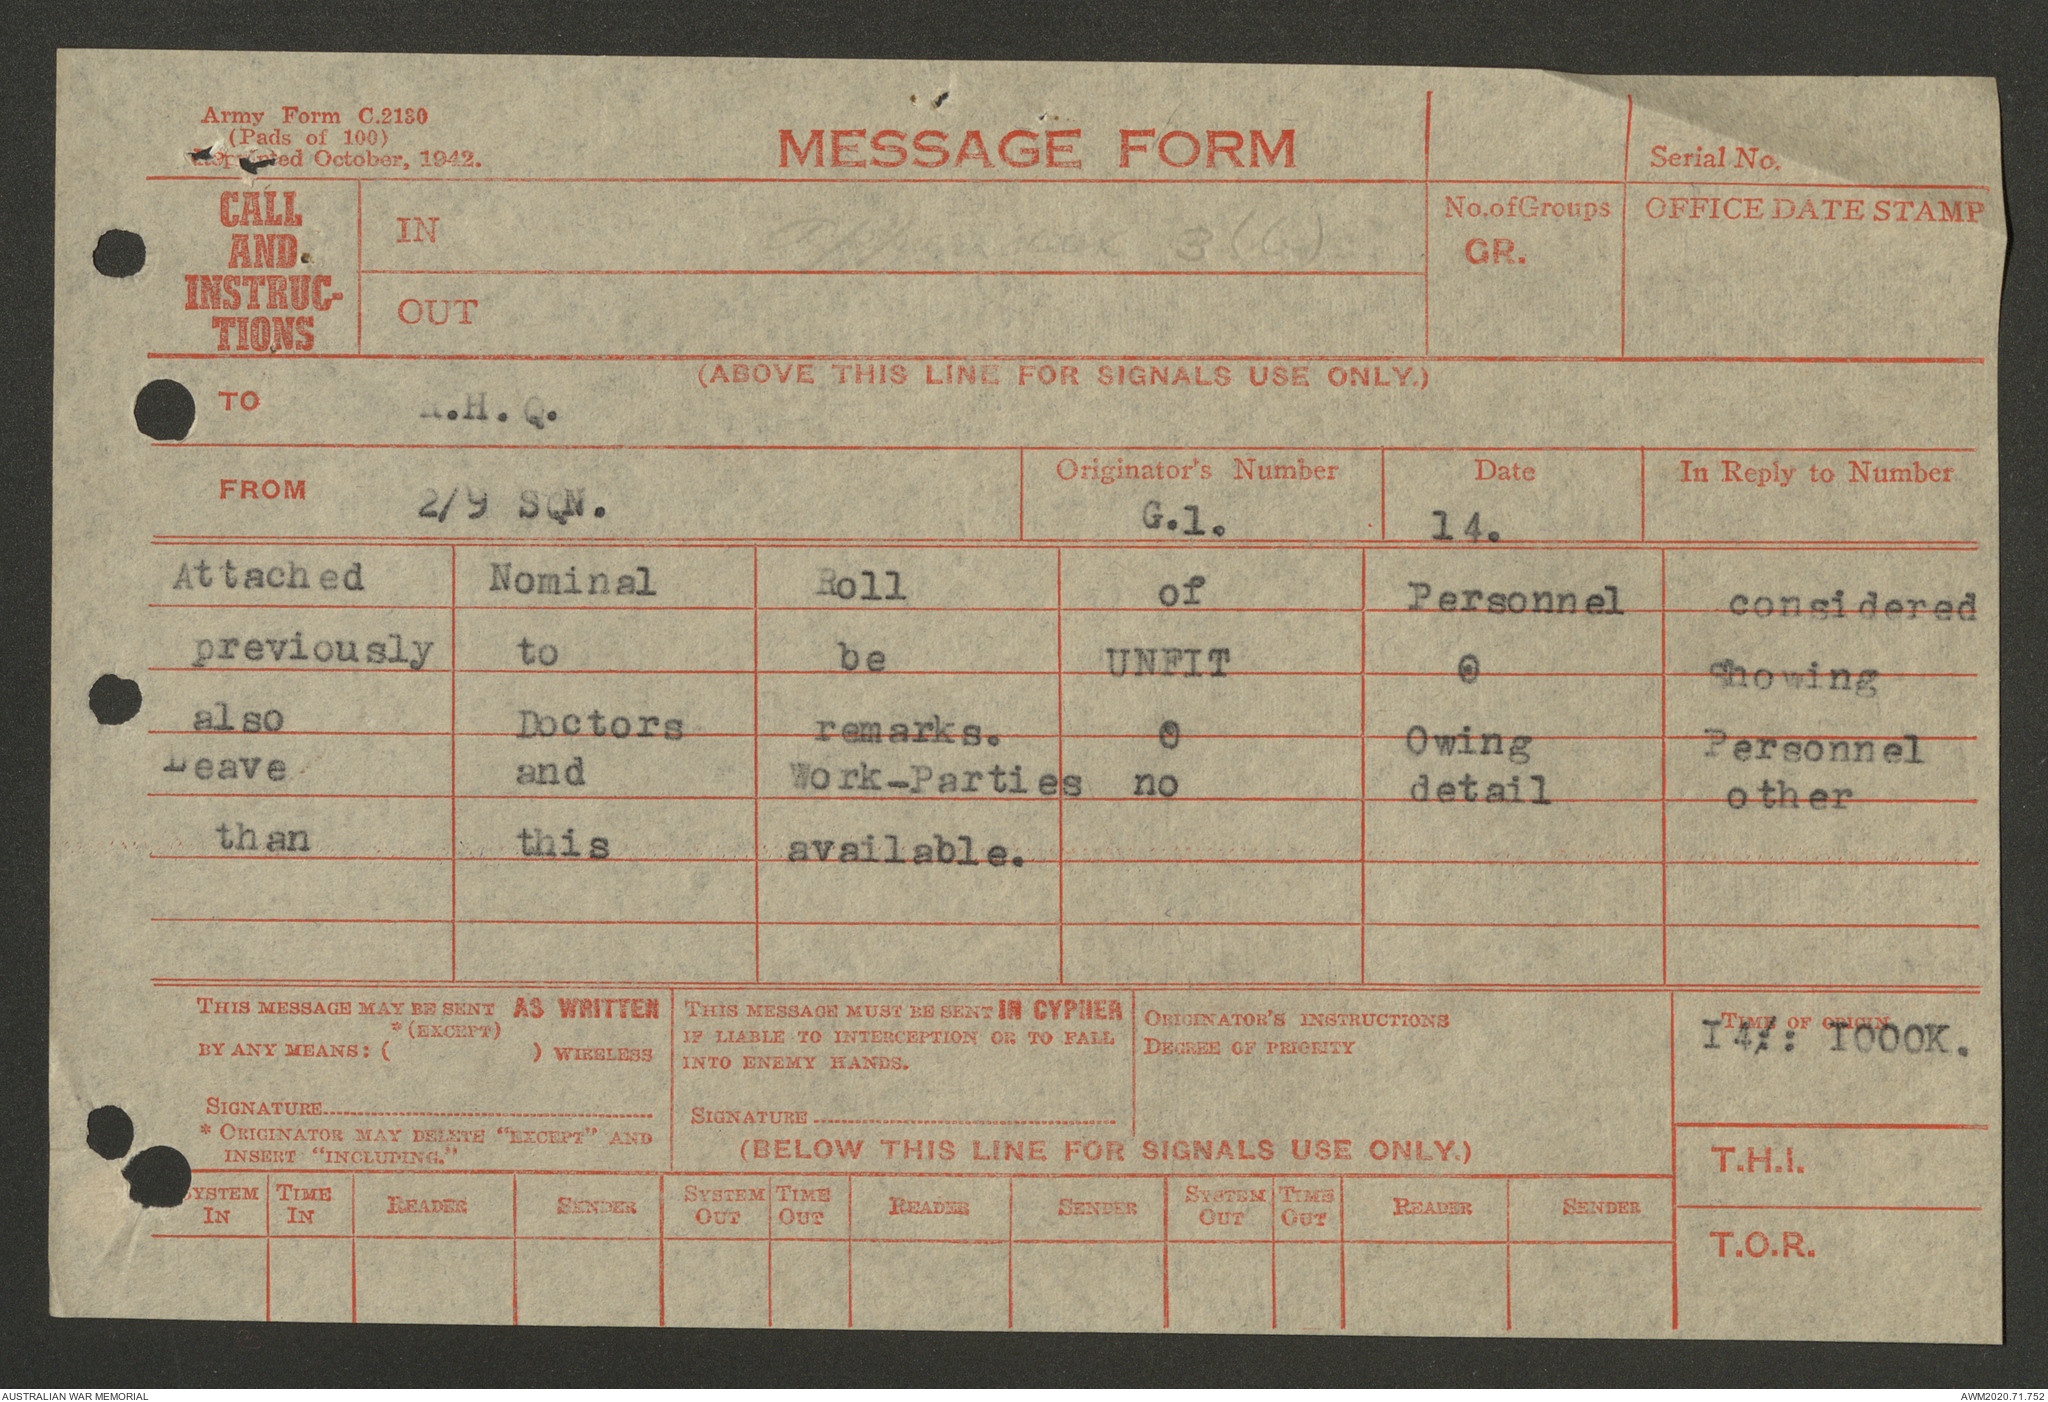 Army Form C.2130
(Pads of 100)
Reprinted October, 1942.
MESSAGE FORM
Serial No.
CALL AND INSTRUC-TIONS
IN
3(6)
OUT
No. of Groups
GR.
OFFICE DATE STAMP
(ABOVE THIS LINE FOR SIGNALS USE ONLY.)
TO R.H.Q.
FROM 2/9 SQN.
Originator's Number
G.1.
Date
14.
In Reply to Number
Attached Nominal Roll of Personnel considered
previously to be UNFIT @ Showing
also Doctors remarks. @ Owing Personnel
Leave and Work-Parties no detail other
than this available.
THIS MESSAGE MAY BE SENT AS WRITTEN
*(EXCEPT)
BY ANY MEANS: ( ) WIRELESS
SIGNATURE
* ORIGINATOR MAY DELETE "EXCEPT" AND
INSERT "INCLUDING."
THIS MESSAGE MUST BE SENT IN CYPHER
IF LIABLE TO INTERCEPTION OR TO FALL
INTO ENEMY HANDS.
SIGNATURE
ORIGINATOR'S INSTRUCTIONS
DEGREE OF PRIORITY
TIME OF ORIGIN
I4/:: I000K.
(BELOW THIS LINE FOR SIGNALS USE ONLY.)
T.H.I.
T.O.R.
SYSTEM IN TIME IN READER SENDER SYSTEM OUT TIME OUT READER SENDER SYSTEM OUT TIME OUT READER SENDER
AUSTRALIAN WAR MEMORIAL
AWM2020.71.752